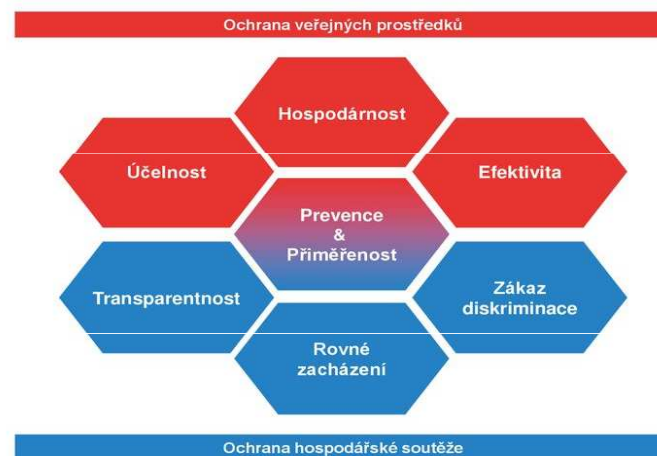 Ochrana veřejných prostředků
Hospodárnost
Účelnost
Efektivita
Prevence
&
Přiměřenost
Transparentnost
Zákaz
diskriminace
Rovné
zacházení
Ochrana hospodářské soutěže